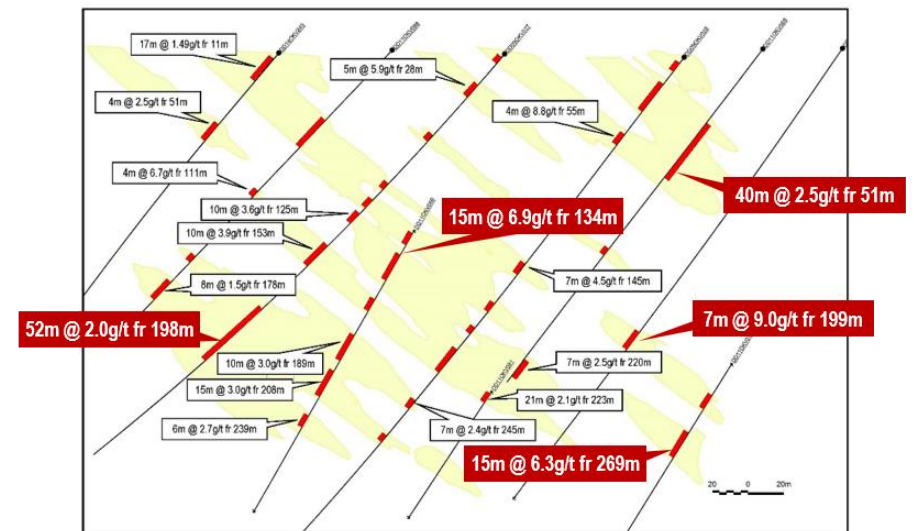 17m @ 1.49g/t fr 11m
5m @ 5.9g/t fr 28m
4m @ 2.5g/t fr 51m
4m @ 8.8g/t fr 55m
4m @ 6.7g/t fr 111m
40m @ 2.5g/t fr 51m
10m @ 3.6g/t fr 125m
15m @ 6.9g/t fr 134m
10m @ 3.9g/t fr 153m
8m @ 1.5g/t fr 178m
7m @ 4.5g/t fr 145m
52m @ 2.0g/t fr 198m
7m @ 9.0g/t fr 199m
10m @ 3.0g/t fr 189m
7m @ 2.5g/t fr 220m
15m @ 3.0g/t fr 208m
21m @ 2.1g/t fr 223m
6m @ 2.7g/t fr 239m
7m @ 2.4g/t fr 245m
15m @ 6.3g/t fr 269m
20 0 20m